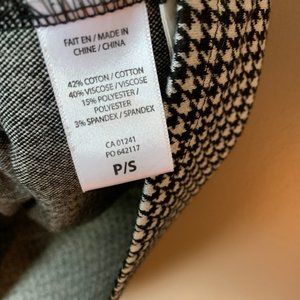 FAIT EN / MADE IN
CHINE / CHINA
42% COTON / COTTON
40% VISCOSE / VISCOSE
15% POLYESTER /
POLYESTER
3% SPANDEX / SPANDEX
CA 01241
PO 642117
P/S